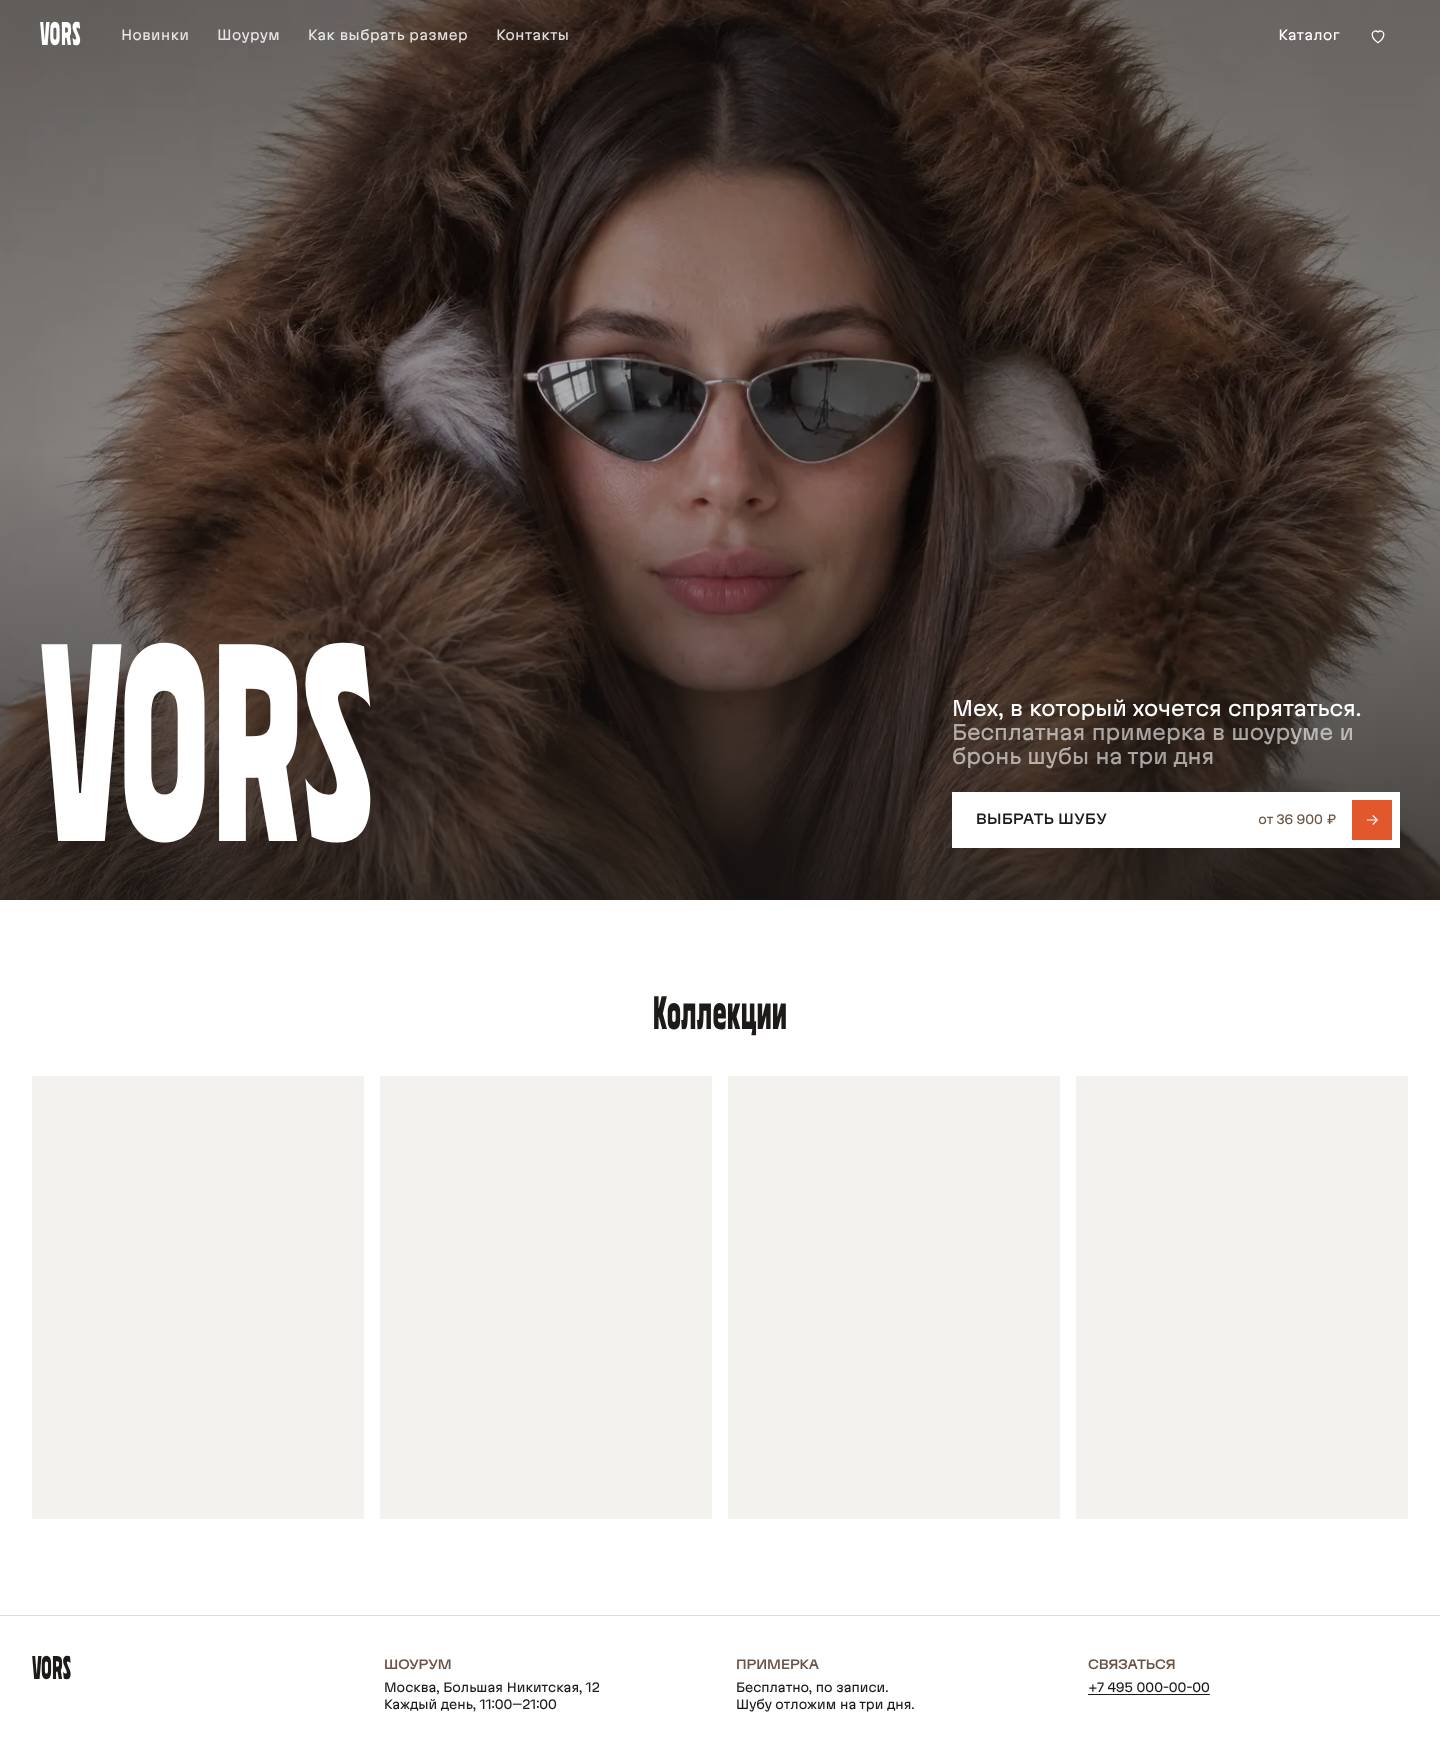 VORS
Новинки
Шоурум
Как выбрать размер
Контакты
Каталог
VORS
Мех, в который хочется спрятаться.
Бесплатная примерка в шоуруме и
бронь шубы на три дня
ВЫБРАТЬ ШУБУ
от 36 900 ₽
Коллекции
VORS
ШОУРУМ
Москва, Большая Никитская, 12
Каждый день, 11:00–21:00
ПРИМЕРКА
Бесплатно, по записи.
Шубу отложим на три дня.
СВЯЗАТЬСЯ
+7 495 000-00-00